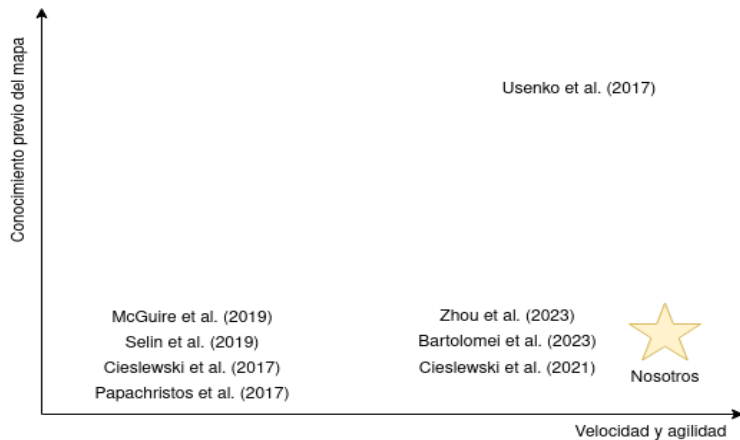 Conocimiento previo del mapa
Usenko et al. (2017)
McGuire et al. (2019)
Selin et al. (2019)
Cieslewski et al. (2017)
Papachristos et al. (2017)
Zhou et al. (2023)
Bartolomei et al. (2023)
Cieslewski et al. (2021)
Nosotros
Velocidad y agilidad